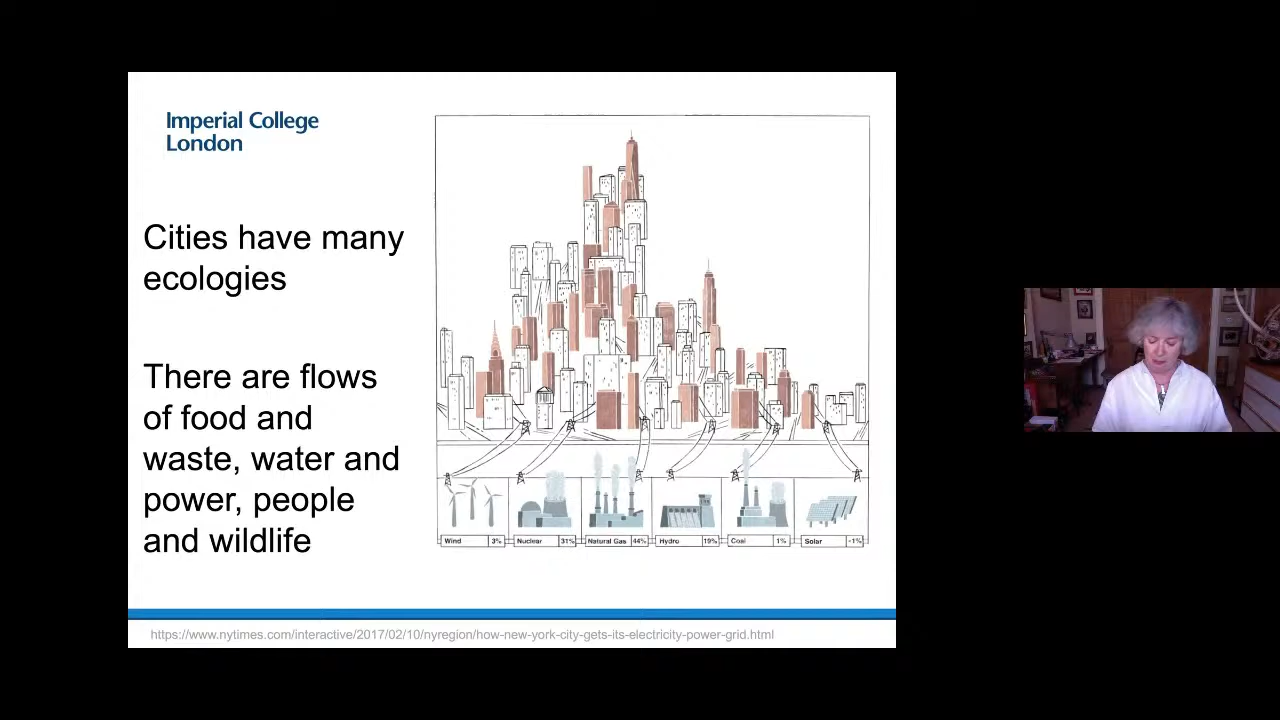 Imperial College
London
Cities have many
ecologies
There are flows
of food and
waste, water and
power, people
and wildlife
Wind 3% Nuclear 31% Natural Gas 44% Hydro 19% Coal 1% Solar <1%
https://www.nytimes.com/interactive/2017/02/10/nyregion/how-new-york-city-gets-its-electricity-power-grid.html